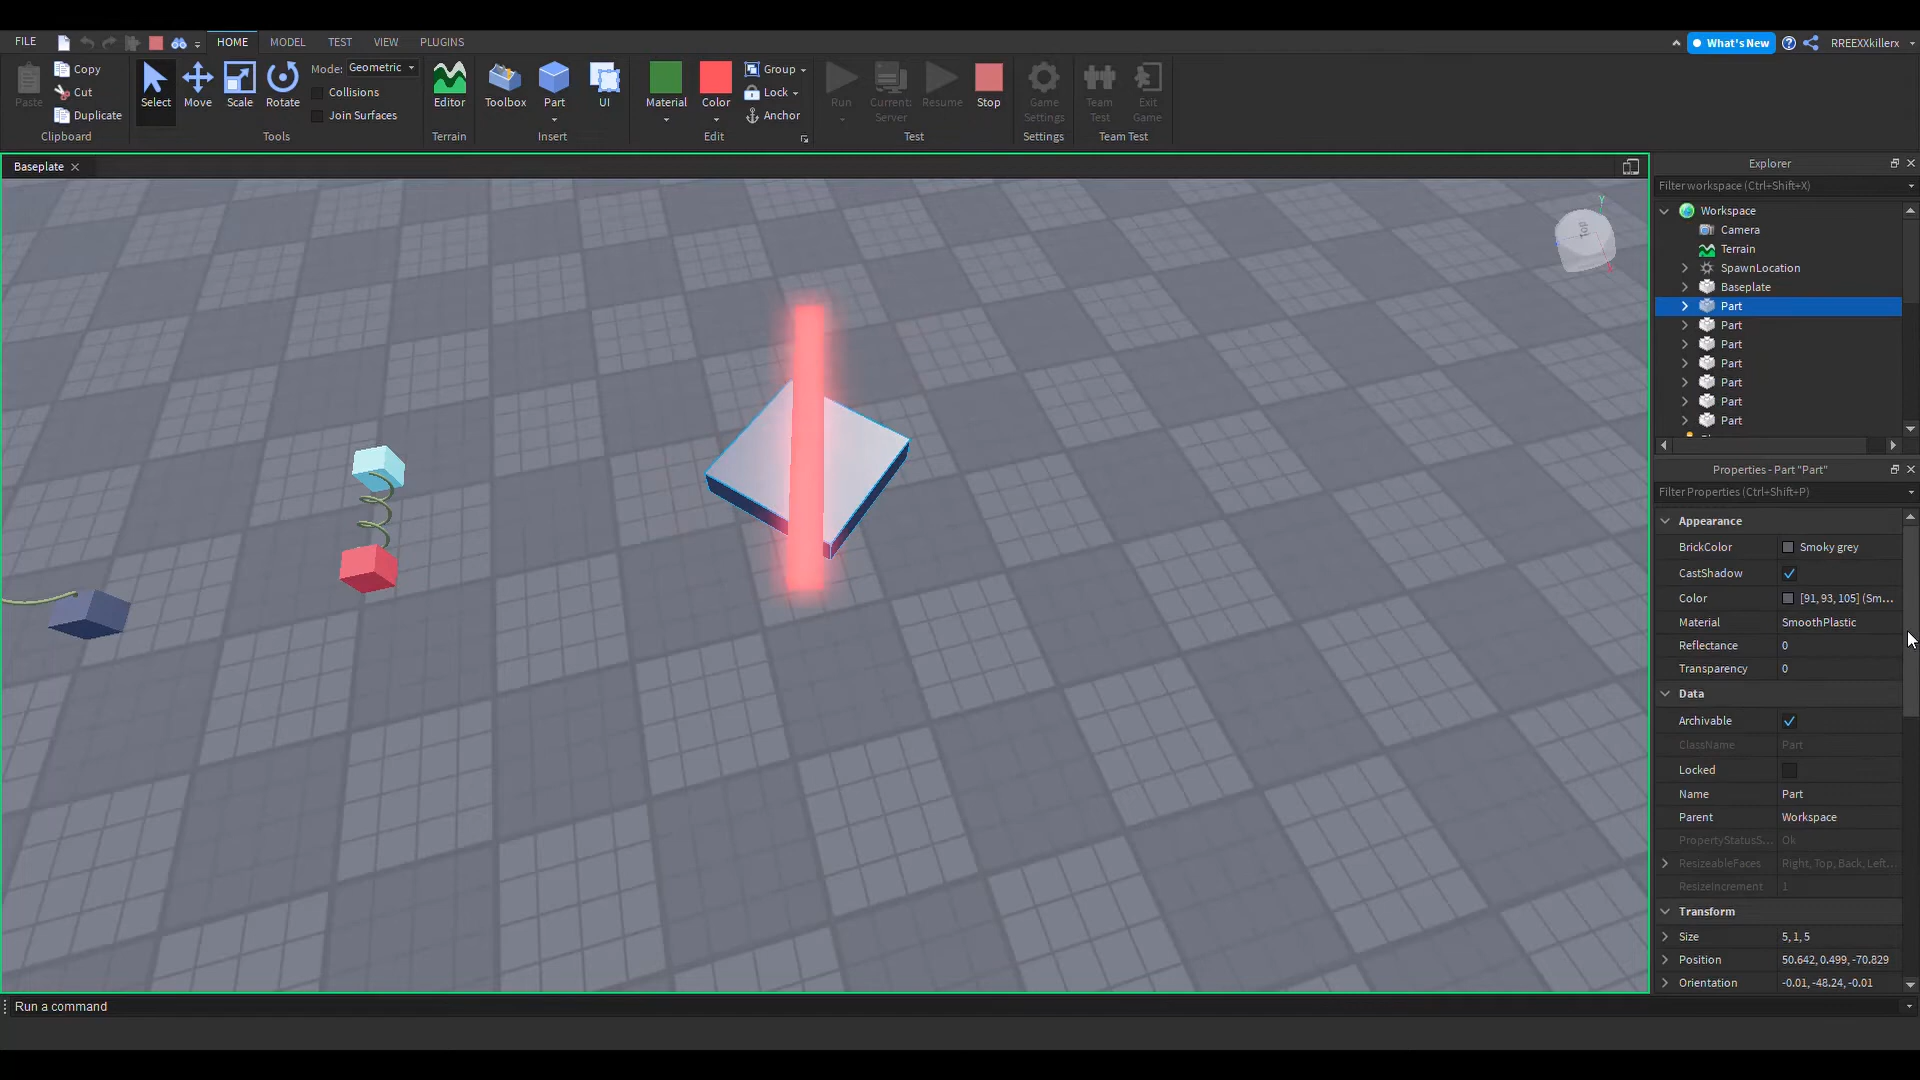 FILE HOME MODEL TEST VIEW PLUGINS What's New RREEXXkillerx
Paste Copy Cut Duplicate Clipboard
Select Move Scale Rotate Mode: Geometric Collisions Join Surfaces Tools
Editor Terrain
Toolbox Part UI Insert
Material Color Group Lock Anchor Edit
Run Current: Server Resume Stop Test
Game Settings Settings
Team Test Exit Game Team Test
Baseplate
Explorer
Filter workspace (Ctrl+Shift+X)
Workspace
Camera
Terrain
SpawnLocation
Baseplate
Part
Part
Part
Part
Part
Part
Part
Properties - Part "Part"
Filter Properties (Ctrl+Shift+P)
Appearance
BrickColor Smoky grey
CastShadow
Color [91, 93, 105] (Sm...
Material SmoothPlastic
Reflectance 0
Transparency 0
Data
Archivable
ClassName Part
Locked
Name Part
Parent Workspace
PropertyStatusS... Ok
ResizeableFaces Right, Top, Back, Left...
ResizeIncrement 1
Transform
Size 5, 1, 5
Position 50.642, 0.499, -70.829
Orientation -0.01, -48.24, -0.01
Y
Top
X
Run a command